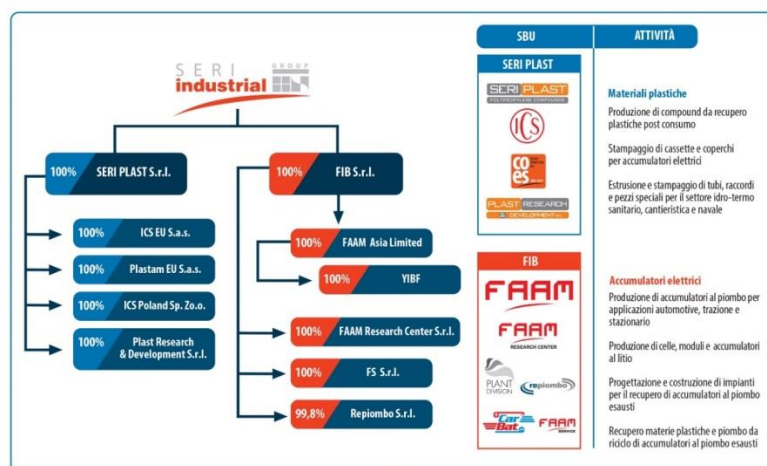 SERI GROUP
industrial
100% SERI PLAST S.r.l.
100% ICS EU S.a.s.
100% Plastam EU S.a.s.
100% ICS Poland Sp. Zo.o.
100% Plast Research
& Development S.r.l.
100% FIB S.r.l.
100% FAAM Asia Limited
100% YIBF
100% FAAM Research Center S.r.l.
100% FS S.r.l.
99,8% Repiombo S.r.l.
SBU
ATTIVITÀ
SERI PLAST
SERI PLAST
POLYPROPYLENE COMPOUNDS
ICS
coes
PLAST RESEARCH
& DEVELOPMENT
Materiali plastiche
Produzione di compound da recupero
plastiche post consumo
Stampaggio di cassette e coperchi
per accumulatori elettrici
Estrusione e stampaggio di tubi, raccordi
e pezzi speciali per il settore idro-termo
sanitario, cantieristica e navale
FIB
FAAM
FAAM
RESEARCH CENTER
PLANT
DIVISION
repiombo
Car
Bat
FAAM
SERVICE
Accumulatori elettrici
Produzione di accumulatori al piombo per
applicazioni automotive, trazione e
stazionario
Produzione di celle, moduli e accumulatori
al litio
Progettazione e costruzione di impianti
per il recupero di accumulatori al piombo
esausti
Recupero materie plastiche e piombo da
riciclo di accumulatori al piombo esausti